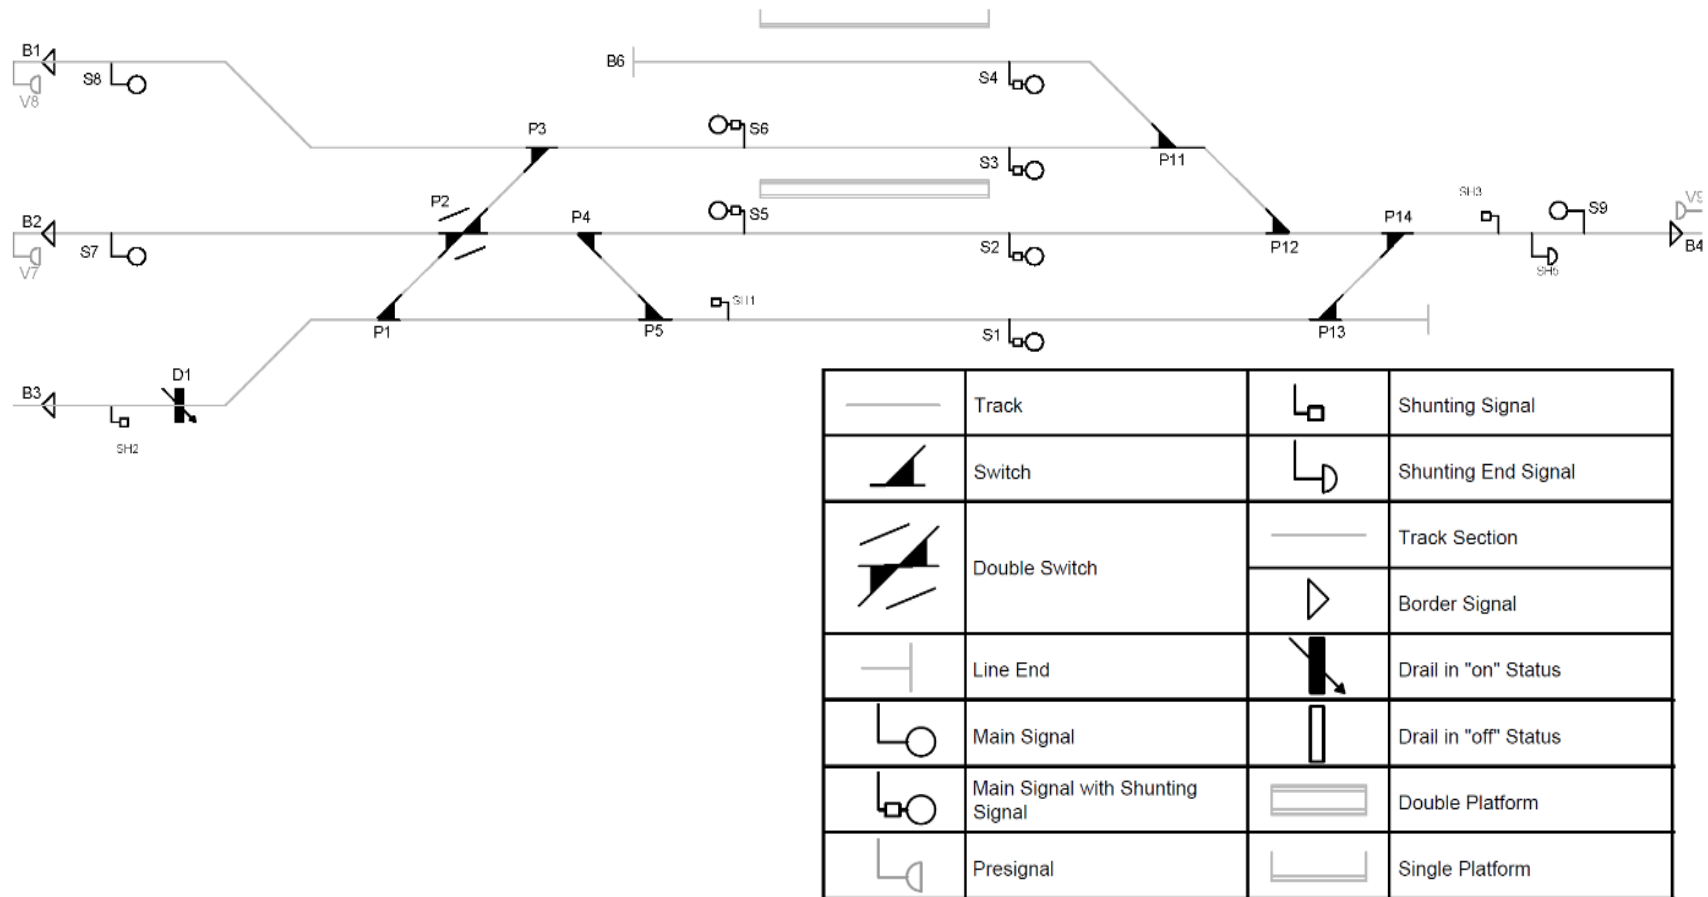 B1
S8
V8
B6
S4
P3
S6
S3
P11
P2
B2
S7
V7
P4
S5
S2
P12
SH3
P14
S9
SH5
V9
B4
P1
P5
SH1
S1
P13
B3
D1
SH2
Track
Shunting Signal
Switch
Shunting End Signal
Double Switch
Track Section
Border Signal
Line End
Drail in "on" Status
Main Signal
Drail in "off" Status
Main Signal with Shunting
Signal
Double Platform
Presignal
Single Platform